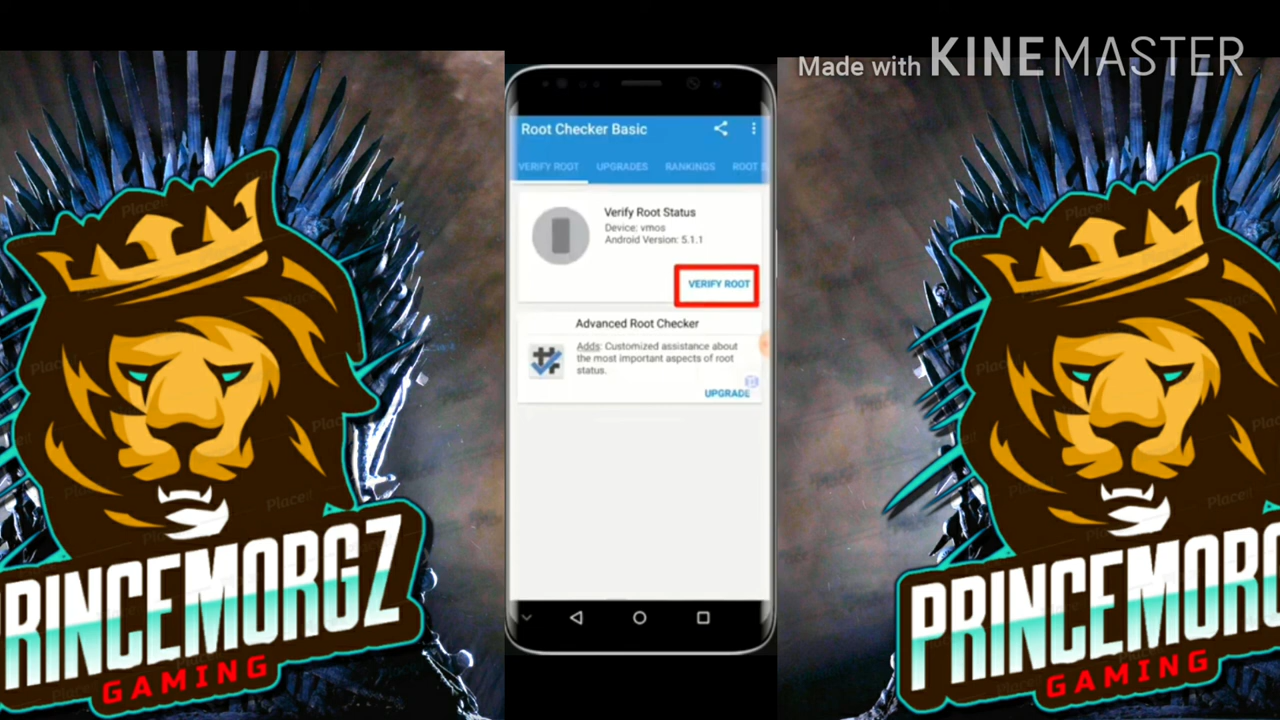 Made with KINEMASTER
Root Checker Basic
VERIFY ROOT UPGRADES RANKINGS ROOT
Verify Root Status
Device: vmos
Android Version: 5.1.1
VERIFY ROOT
Advanced Root Checker
Adds: Customized assistance about
the most important aspects of root
status.
UPGRADE
PRINCEMORGZ
GAMING
PRINCEMORG
GAMING